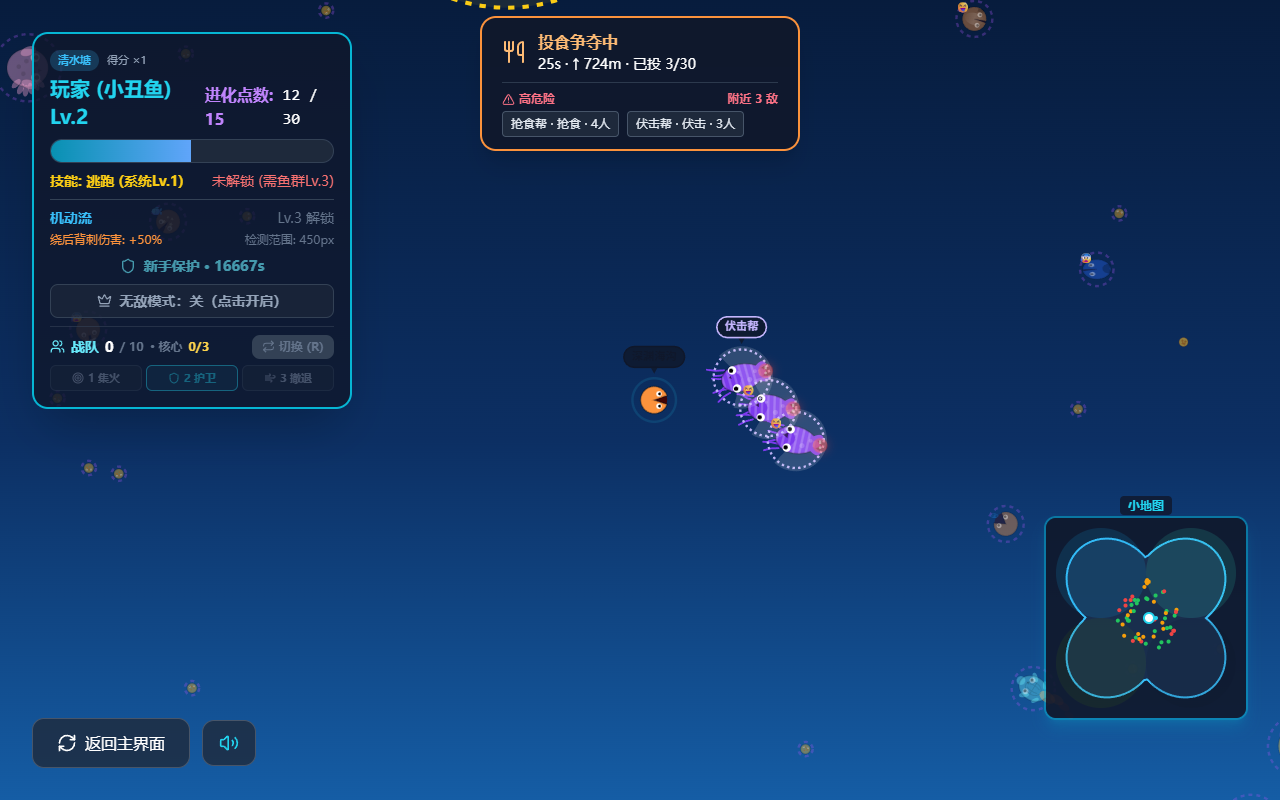 清水塘 得分 ×1
玩家 (小丑鱼) Lv.2
进化点数: 15
12 / 30
技能: 逃跑 (系统Lv.1) 未解锁 (需鱼群Lv.3)
机动流 Lv.3 解锁
绕后背刺伤害: +50% 检测范围: 450px
新手保护 • 16667s
无敌模式：关（点击开启）
战队 0 / 10 • 核心 0/3 切换 (R)
1 集火 2 护卫 3 撤退
投食争夺中
25s · ↑ 724m · 已投 3/30
高危险 附近 3 敌
抢食帮 · 抢食 · 4人 伏击帮 · 伏击 · 3人
伏击帮
小地图
返回主界面